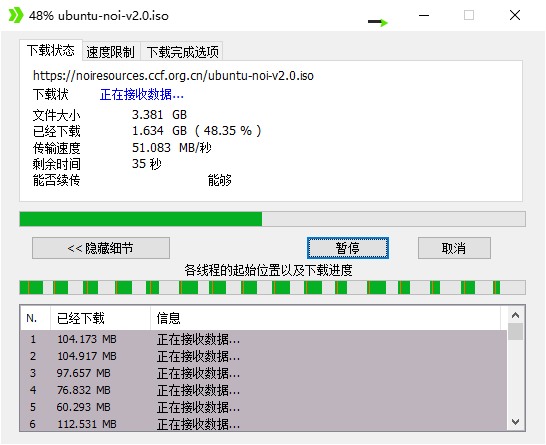 48% ubuntu-noi-v2.0.iso
下载状态 速度限制 下载完成选项
https://noiresources.ccf.org.cn/ubuntu-noi-v2.0.iso
下载状 正在接收数据...
文件大小 3.381 GB
已经下载 1.634 GB ( 48.35 % )
传输速度 51.083 MB/秒
剩余时间 35 秒
能否续传 能够
<< 隐藏细节 暂停 取消
各线程的起始位置以及下载进度
N. 已经下载 信息
1 104.173 MB 正在接收数据...
2 104.917 MB 正在接收数据...
3 97.657 MB 正在接收数据...
4 76.832 MB 正在接收数据...
5 60.293 MB 正在接收数据...
6 112.531 MB 正在接收数据...